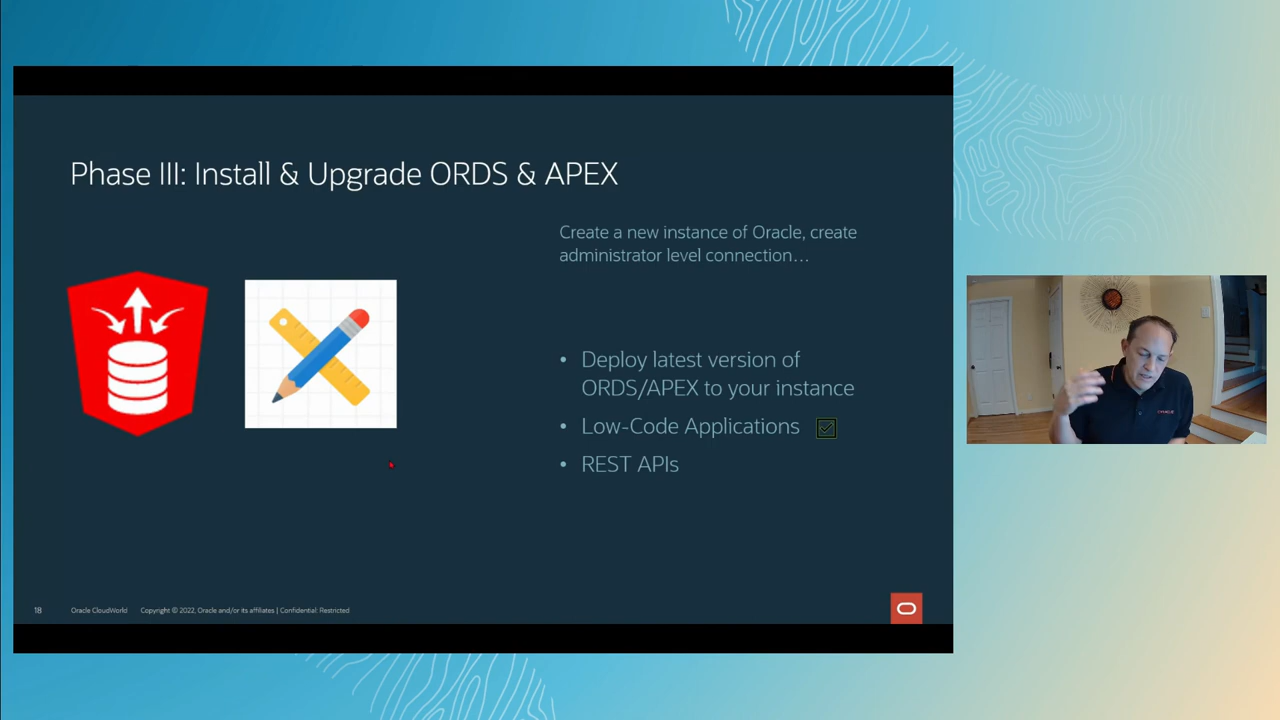 Phase III: Install & Upgrade ORDS & APEX
Create a new instance of Oracle, create
administrator level connection…
• Deploy latest version of
ORDS/APEX to your instance
• Low-Code Applications
• REST APIs
18 Oracle CloudWorld Copyright © 2022, Oracle and/or its affiliates | Confidential: Restricted
ORACLE